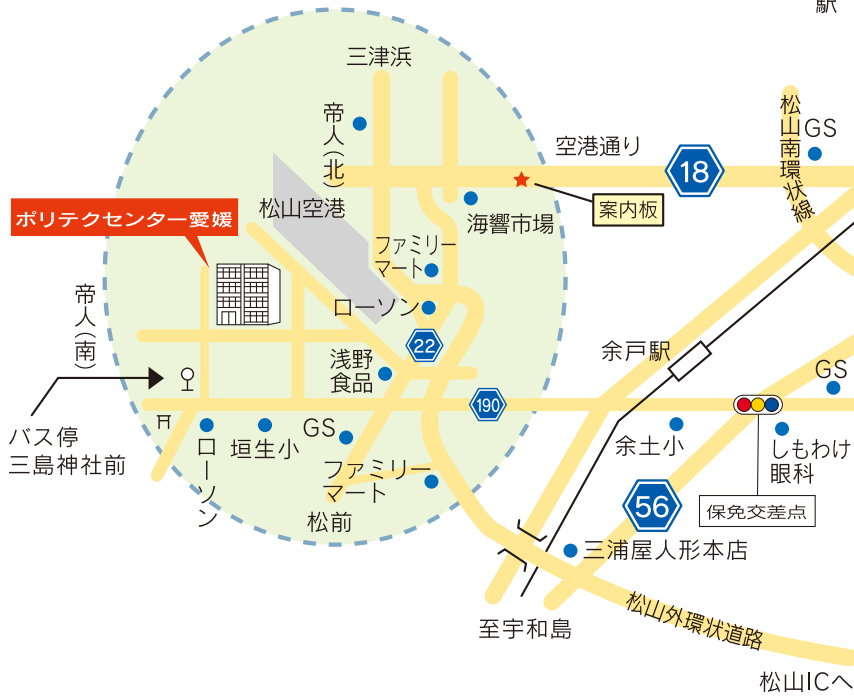 駅
三津浜
帝人(北)
空港通り
18
松山南環状線
GS
案内板
海響市場
松山空港
ポリテクセンター愛媛
ファミリー
マート
ローソン
22
帝人(南)
浅野
食品
余戸駅
GS
190
バス停
三島神社前
ローソン
垣生小
GS
ファミリー
マート
松前
余土小
しもわけ
眼科
56
保免交差点
三浦屋人形本店
至宇和島
松山外環状道路
松山ICへ